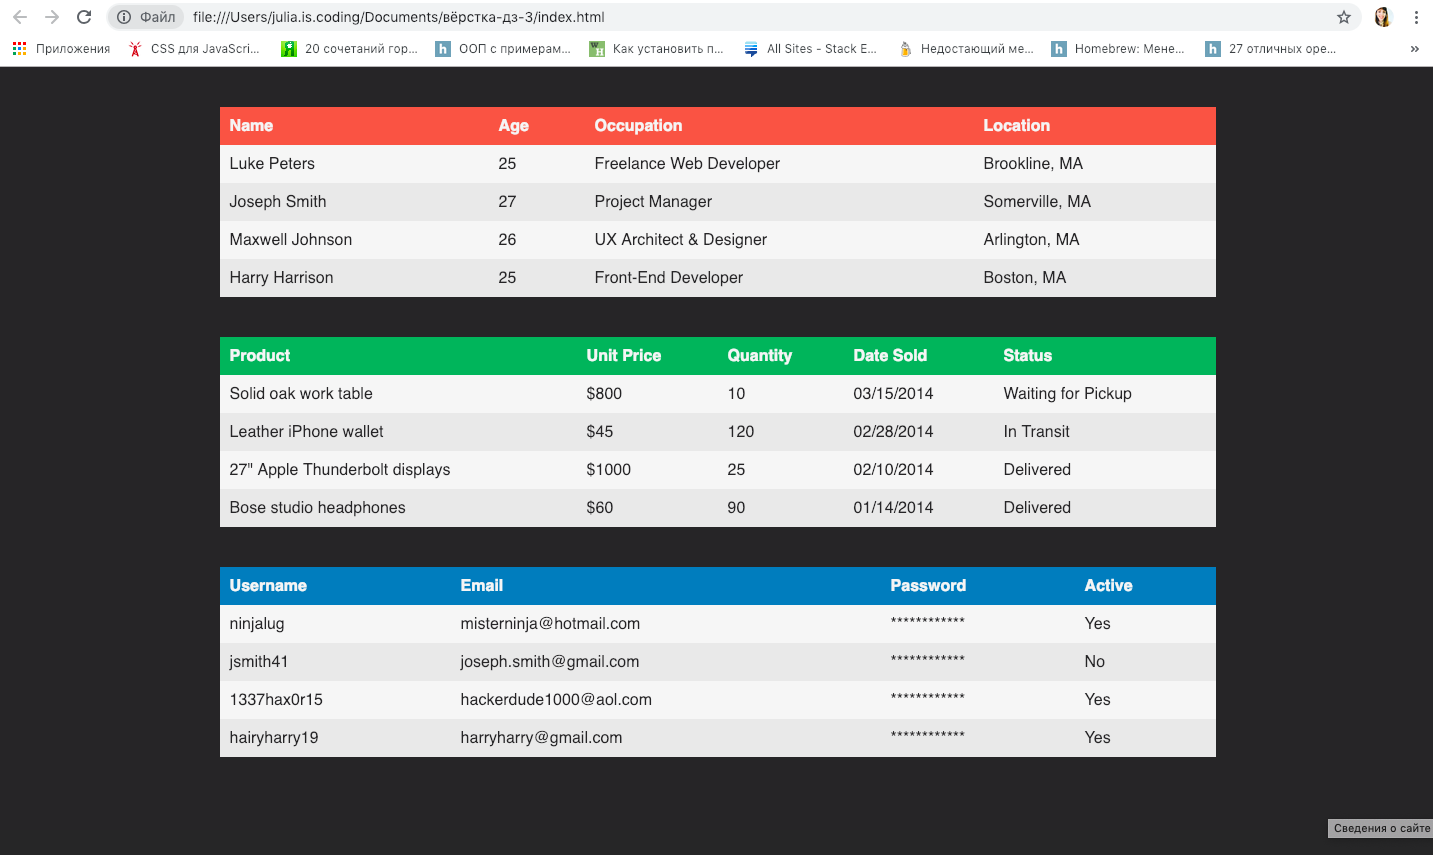 Файл file:///Users/julia.is.coding/Documents/вёрстка-дз-3/index.html
Приложения CSS для JavaScri... 20 сочетаний гор... ООП с примерам... Как установить п... All Sites - Stack E... Недостающий ме... Homebrew: Мене... 27 отличных оре... »
Name Age Occupation Location
Luke Peters 25 Freelance Web Developer Brookline, MA
Joseph Smith 27 Project Manager Somerville, MA
Maxwell Johnson 26 UX Architect & Designer Arlington, MA
Harry Harrison 25 Front-End Developer Boston, MA
Product Unit Price Quantity Date Sold Status
Solid oak work table $800 10 03/15/2014 Waiting for Pickup
Leather iPhone wallet $45 120 02/28/2014 In Transit
27" Apple Thunderbolt displays $1000 25 02/10/2014 Delivered
Bose studio headphones $60 90 01/14/2014 Delivered
Username Email Password Active
ninjalug misterninja@hotmail.com ************ Yes
jsmith41 joseph.smith@gmail.com ************ No
1337hax0r15 hackerdude1000@aol.com ************ Yes
hairyharry19 harryharry@gmail.com ************ Yes
Сведения о сайте